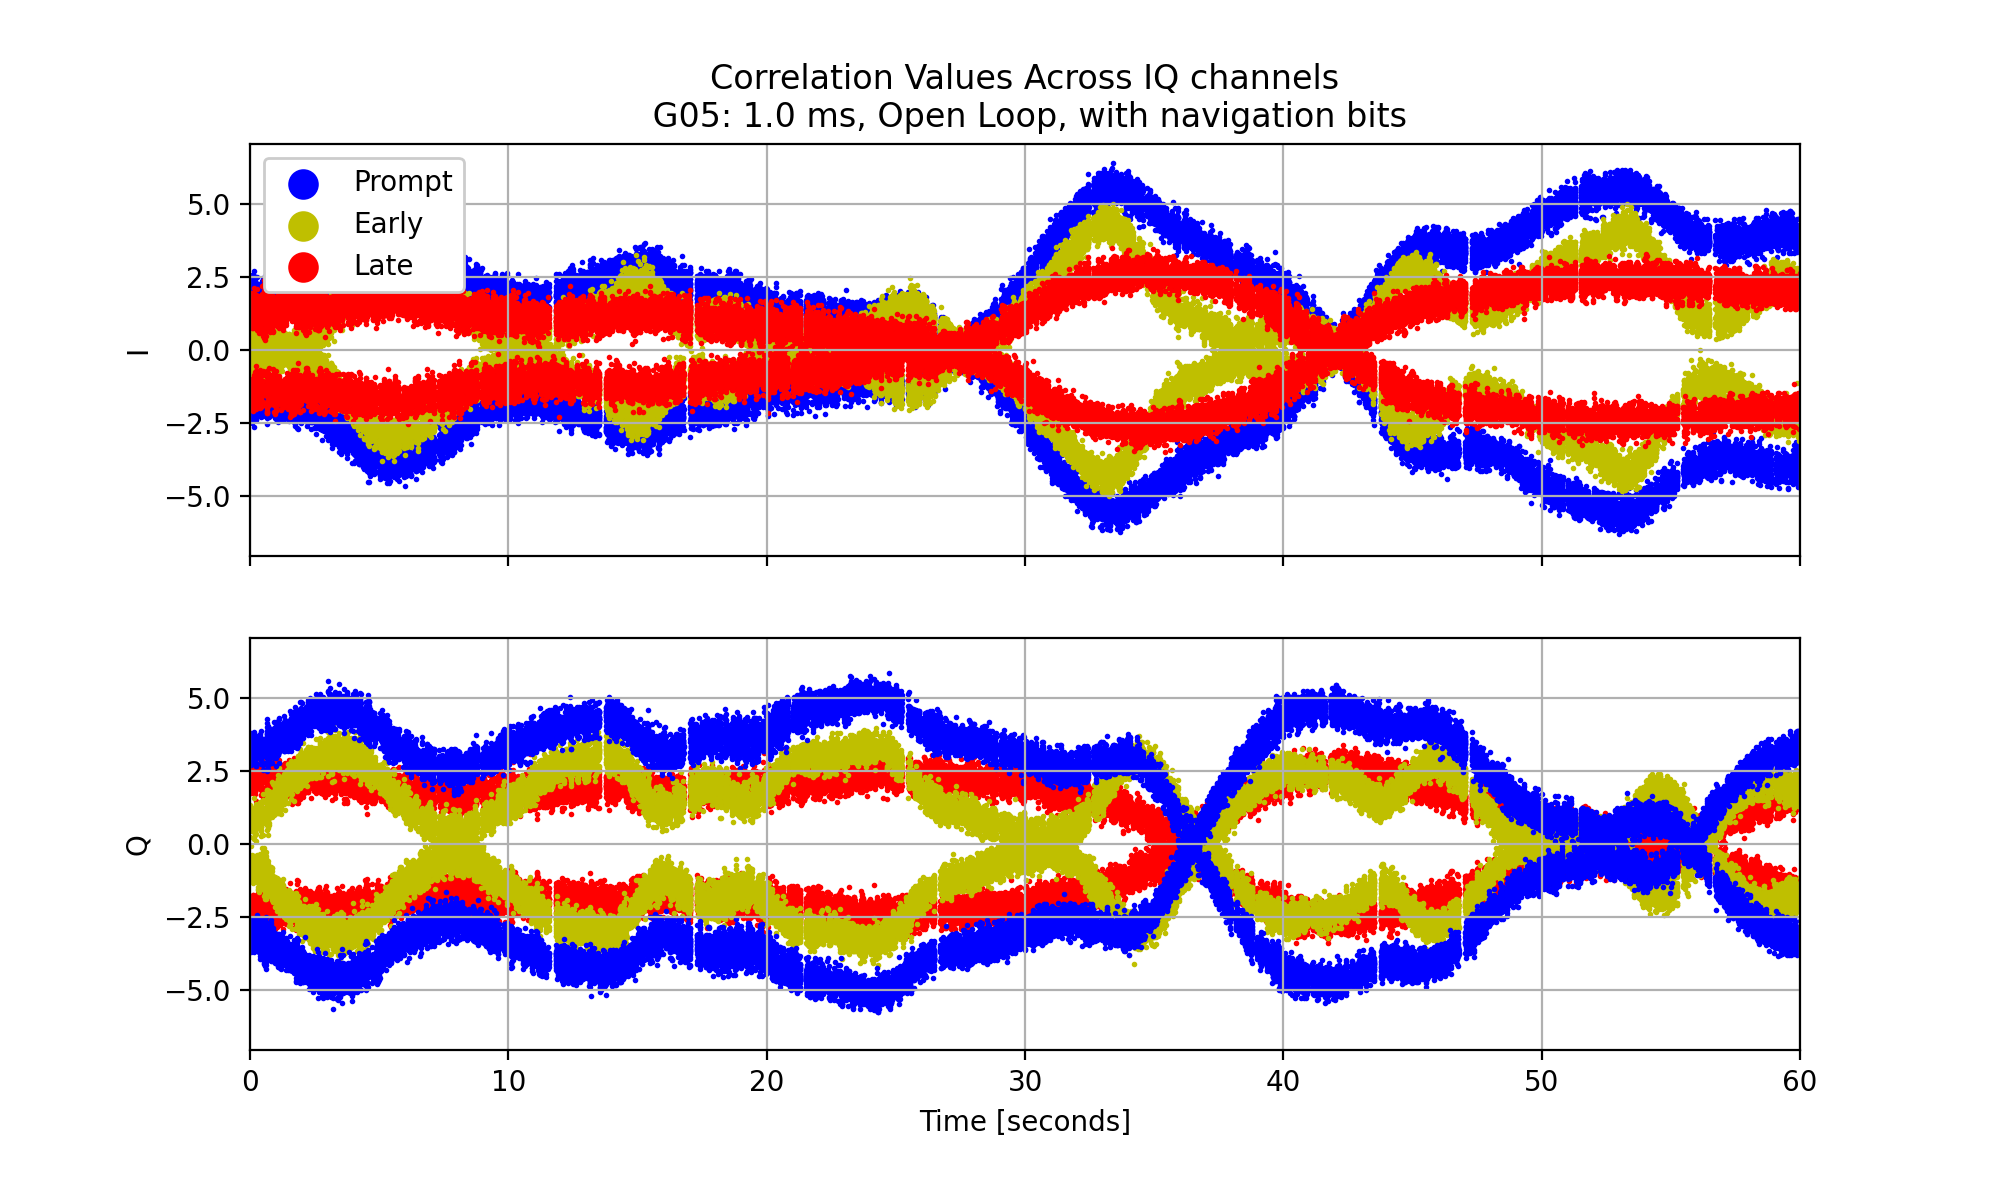 Correlation Values Across IQ channels
G05: 1.0 ms, Open Loop, with navigation bits
Prompt
Early
Late
5.0
2.5
0.0
−2.5
−5.0
I
5.0
2.5
0.0
−2.5
−5.0
Q
0 10 20 30 40 50 60
Time [seconds]